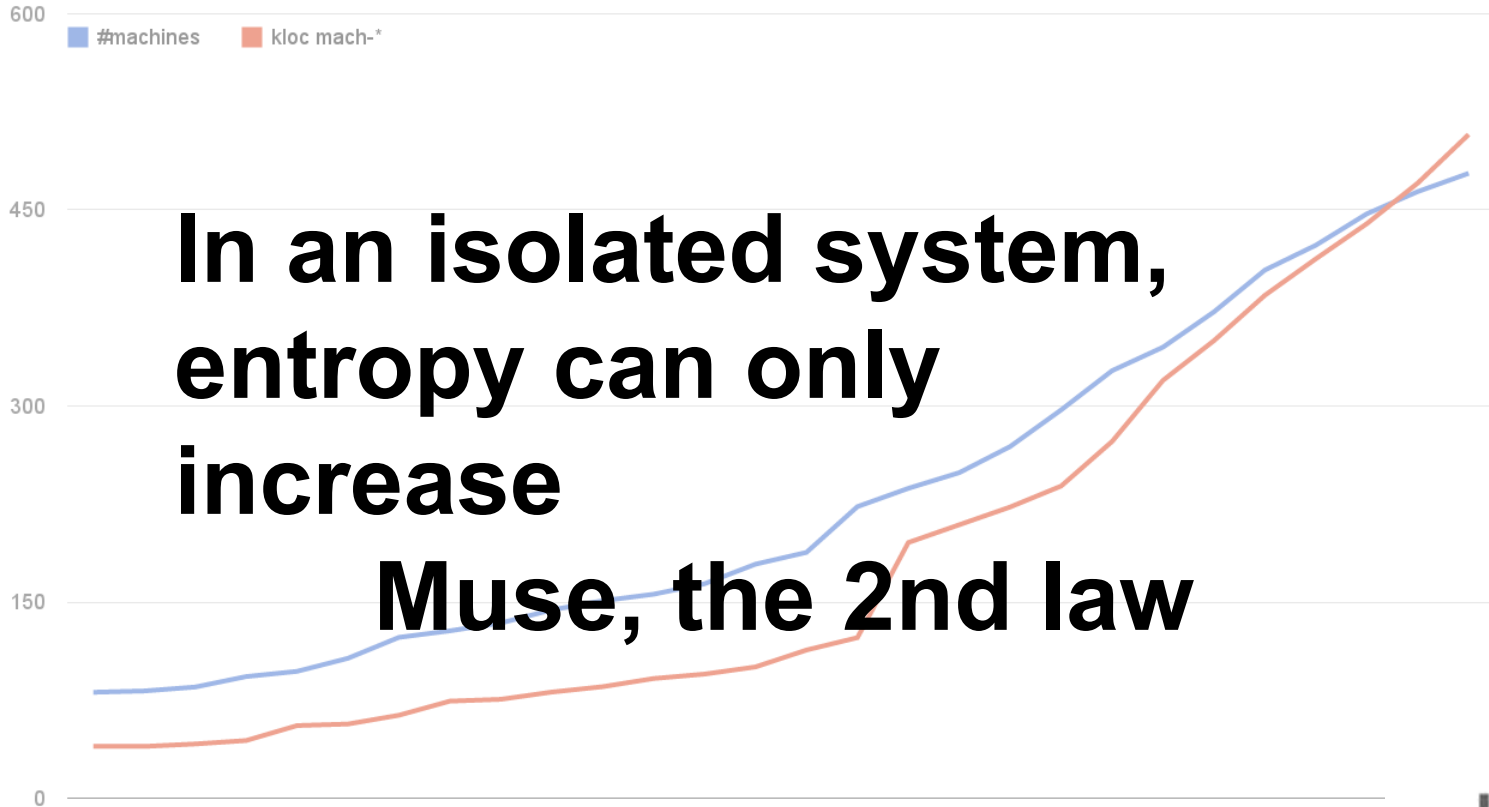 600
#machines kloc mach-*
450
In an isolated system,
entropy can only
300
increase
Muse, the 2nd law
150
0